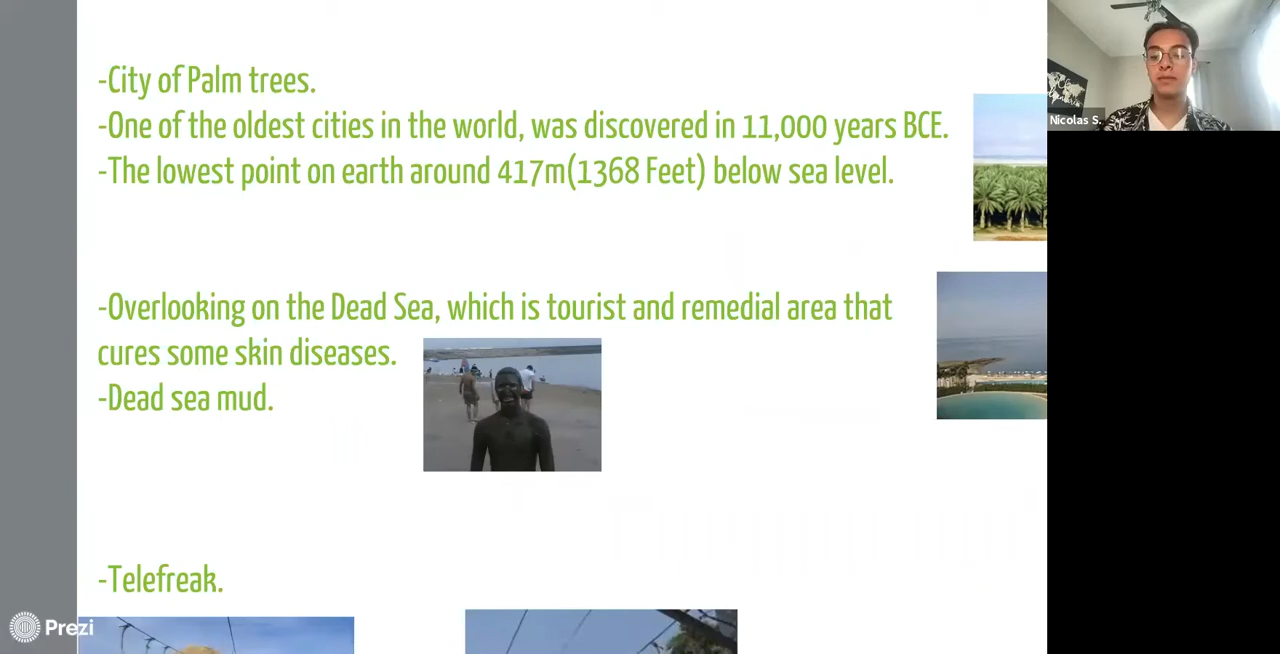 -City of Palm trees.
-One of the oldest cities in the world, was discovered in 11,000 years BCE.
-The lowest point on earth around 417m(1368 Feet) below sea level.
-Overlooking on the Dead Sea, which is tourist and remedial area that
cures some skin diseases.
-Dead sea mud.
-Telefreak.
Prezi
Nicolas S.